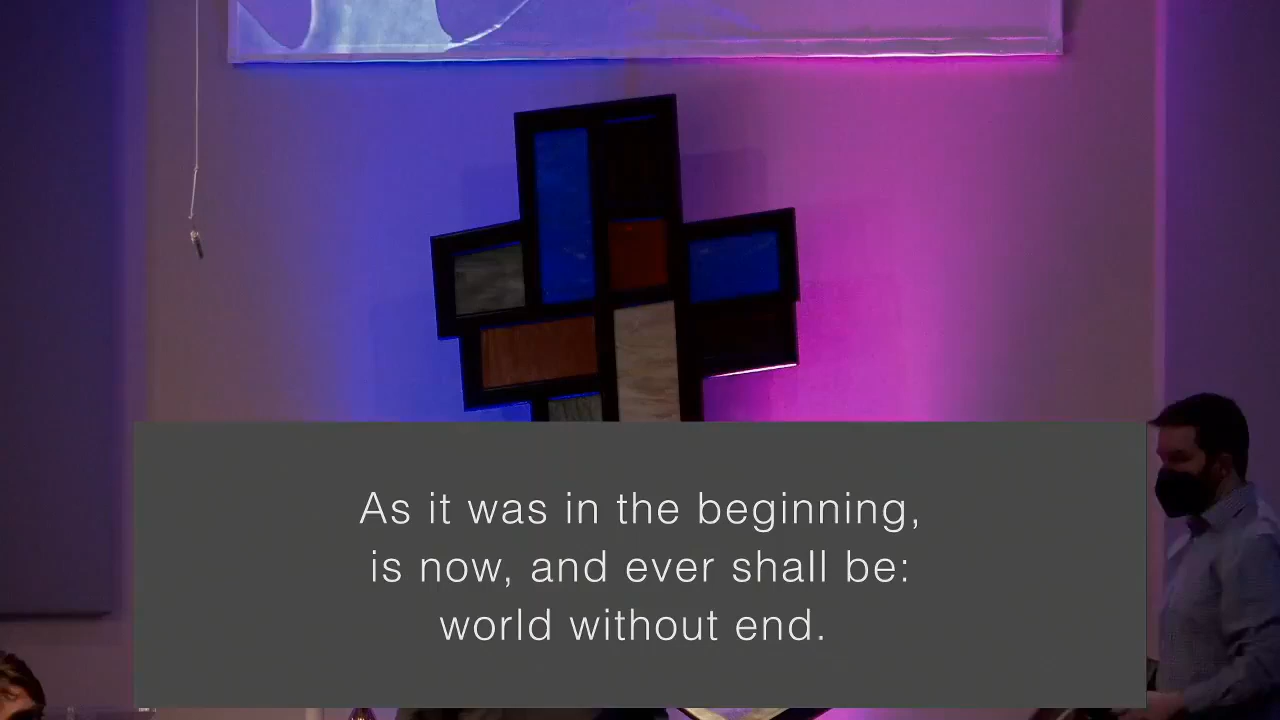 As it was in the beginning,
is now, and ever shall be:
world without end.